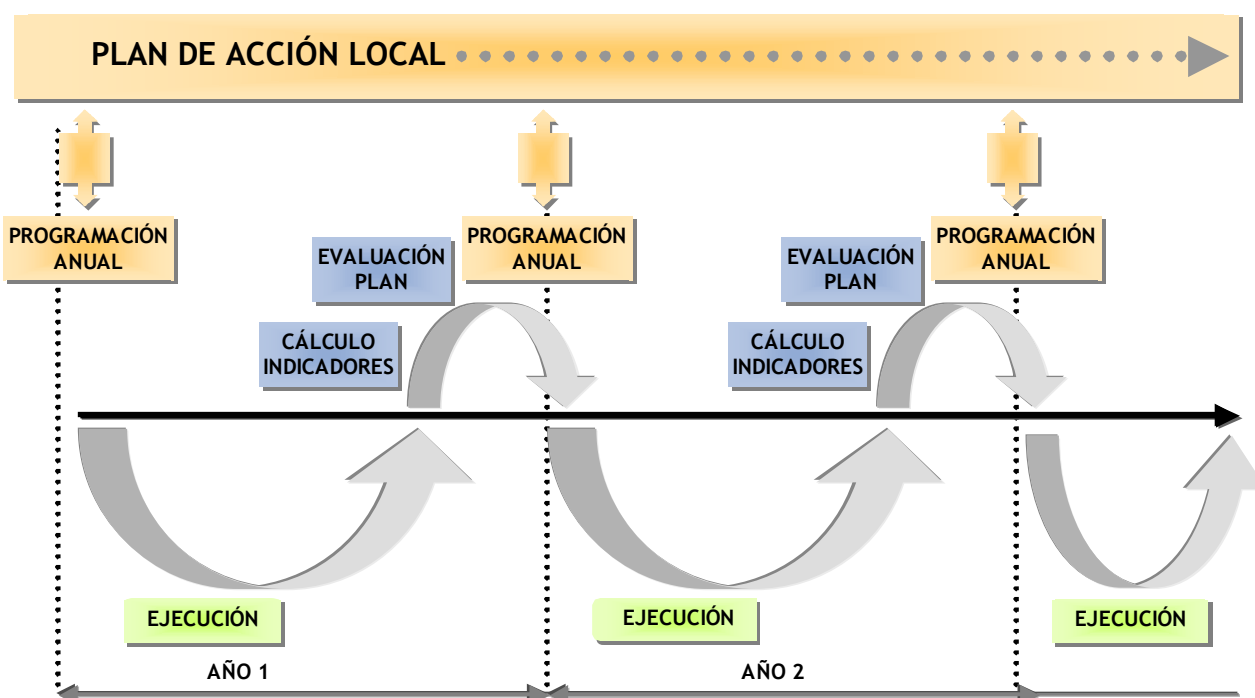 PLAN DE ACCIÓN LOCAL
PROGRAMACIÓN
ANUAL
EVALUACIÓN
PLAN
CÁLCULO
INDICADORES
PROGRAMACIÓN
ANUAL
EVALUACIÓN
PLAN
CÁLCULO
INDICADORES
PROGRAMACIÓN
ANUAL
EJECUCIÓN
EJECUCIÓN
EJECUCIÓN
AÑO 1
AÑO 2